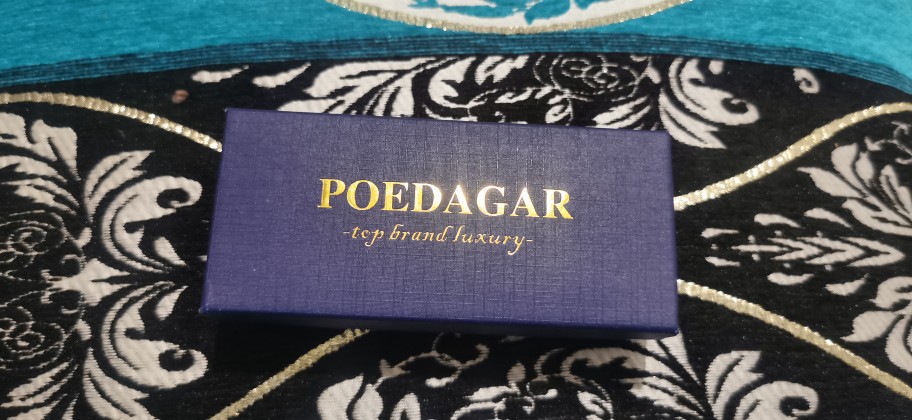 POEDAGAR
-top brand luxury-